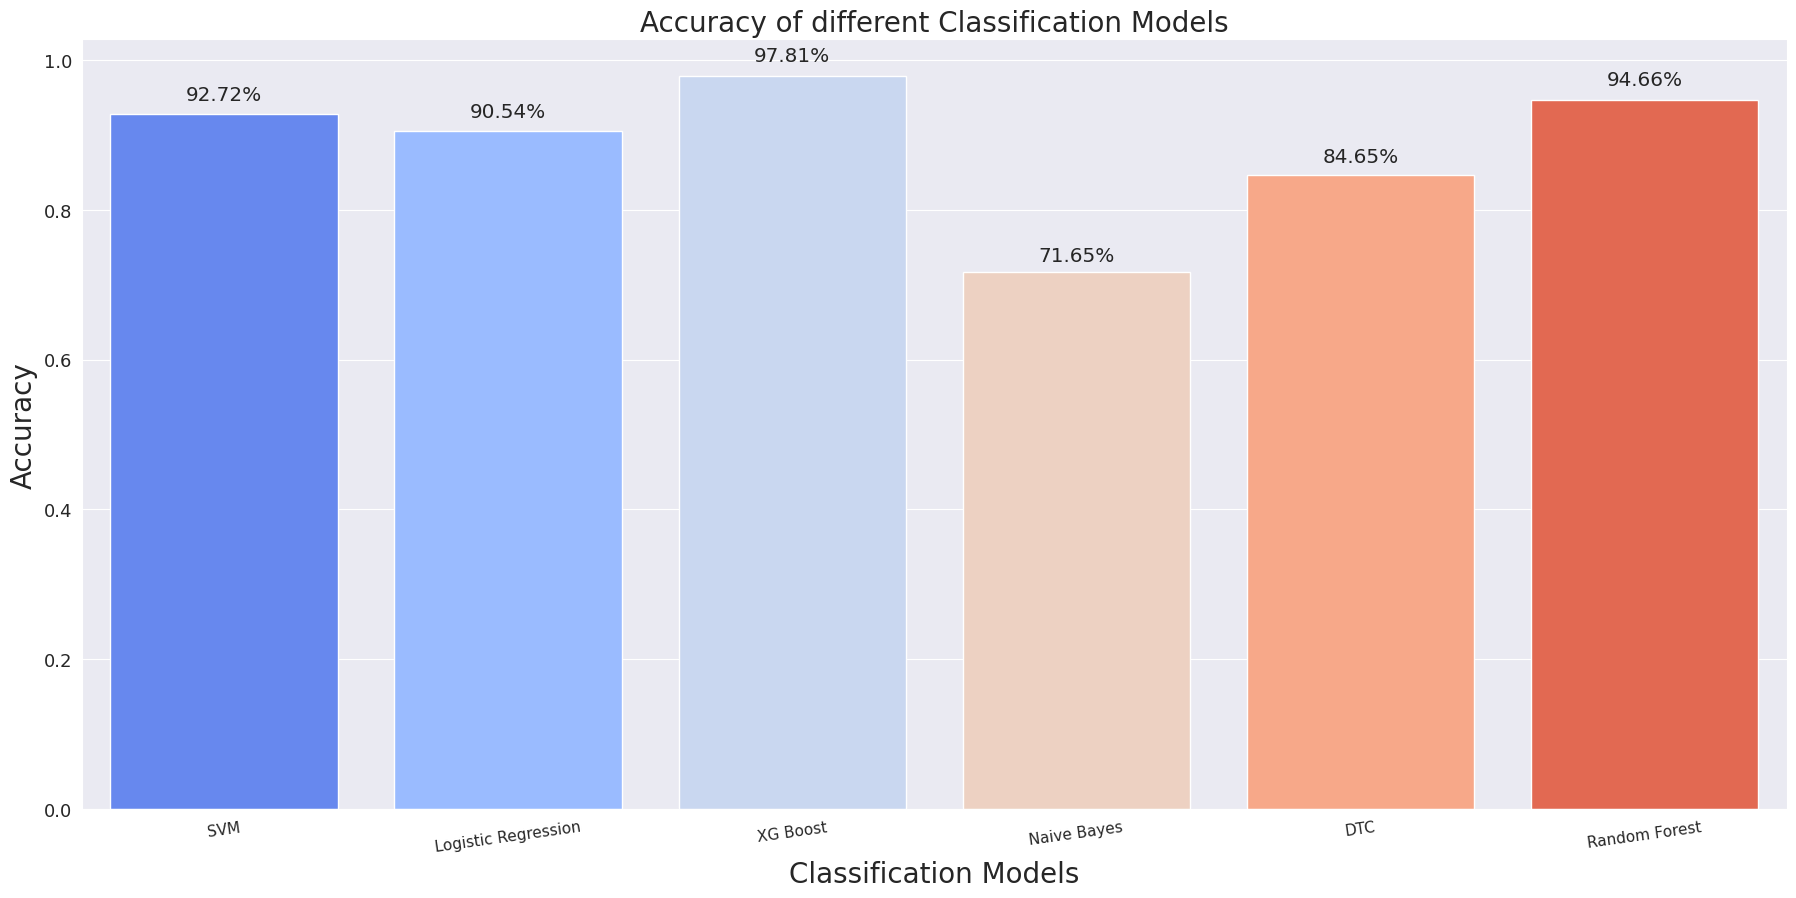 Accuracy of different Classification Models
1.0
0.8
0.6
0.4
0.2
0.0
Accuracy
92.72%
90.54%
97.81%
71.65%
84.65%
94.66%
SVM
Logistic Regression
XG Boost
Naive Bayes
DTC
Random Forest
Classification Models